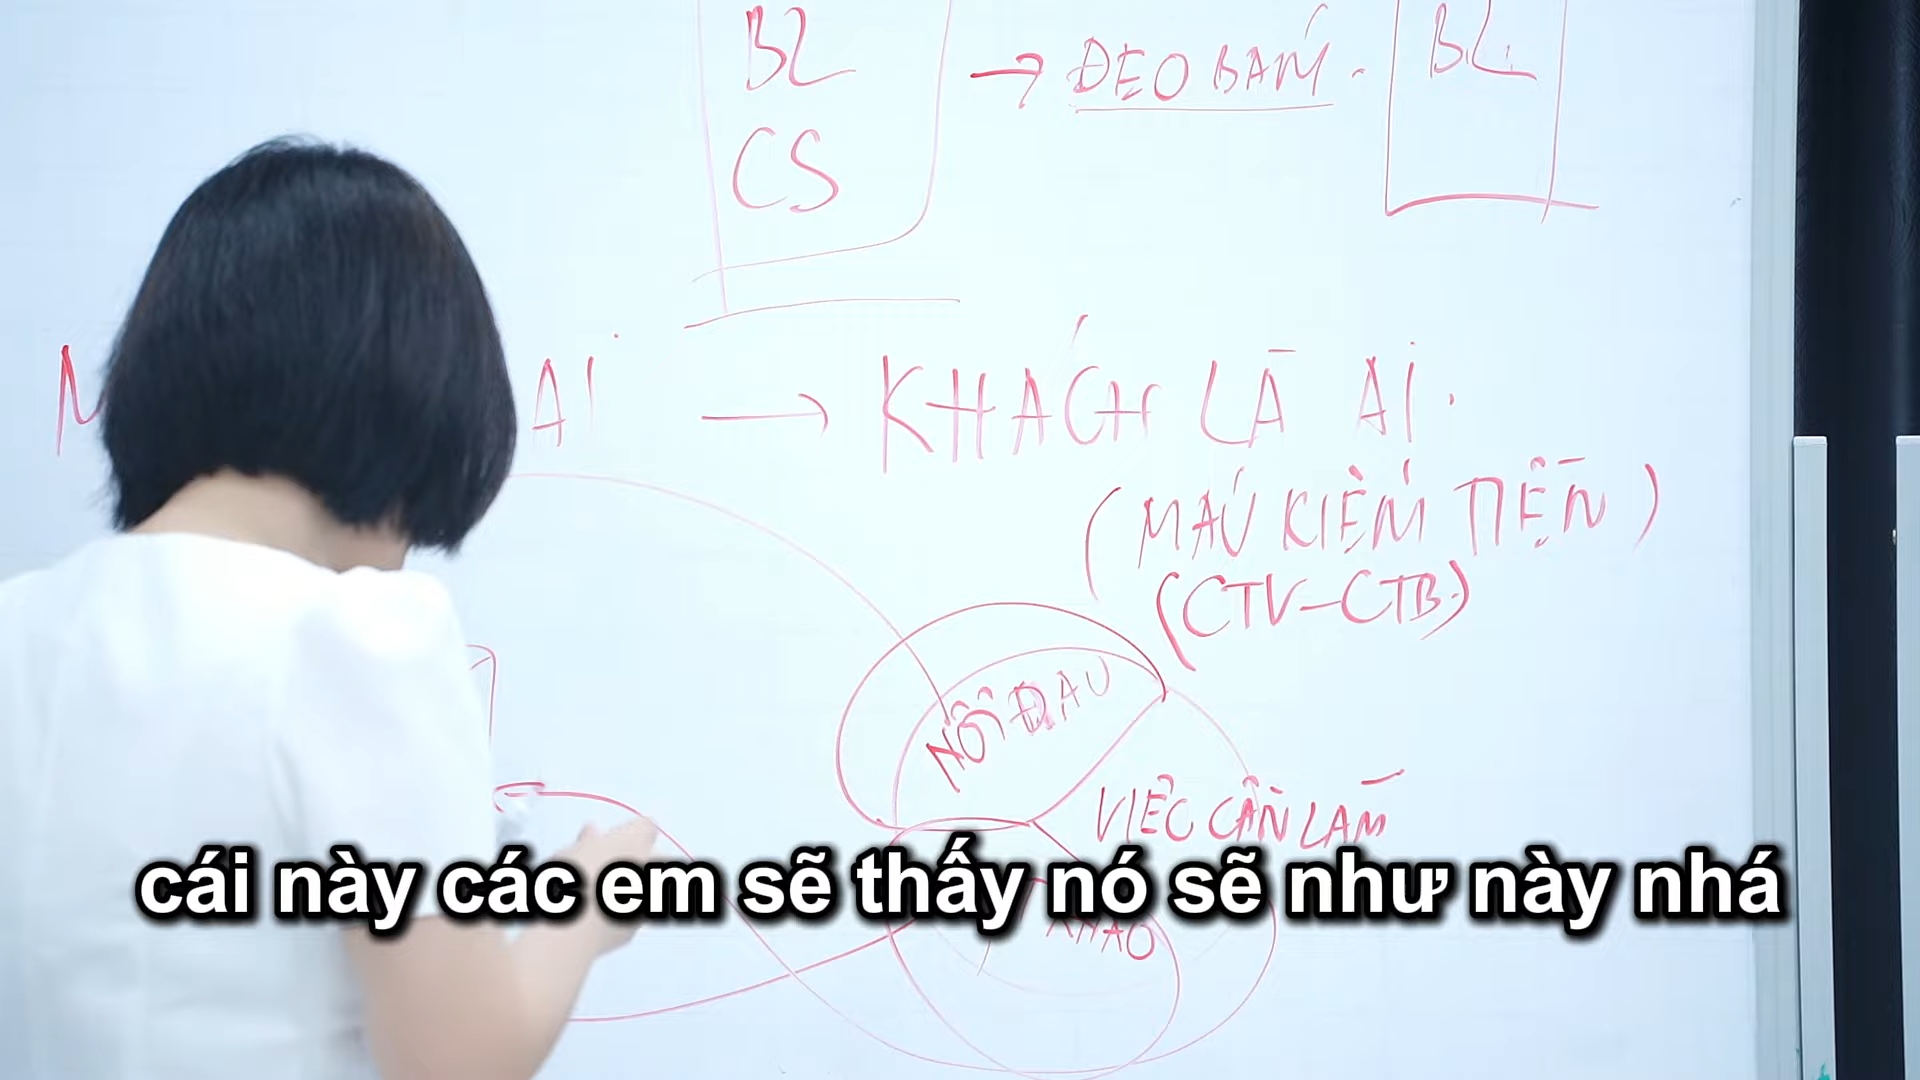 BL
CS
→ ĐEO BÁM.
BL
AI → KHÁCH LÀ AI.
(MÁU KIẾM TIỀN)
(CTV-CTB)
NỖI ĐAU
VIỆC CẦN LÀM
cái này các em sẽ thấy nó sẽ như này nhá